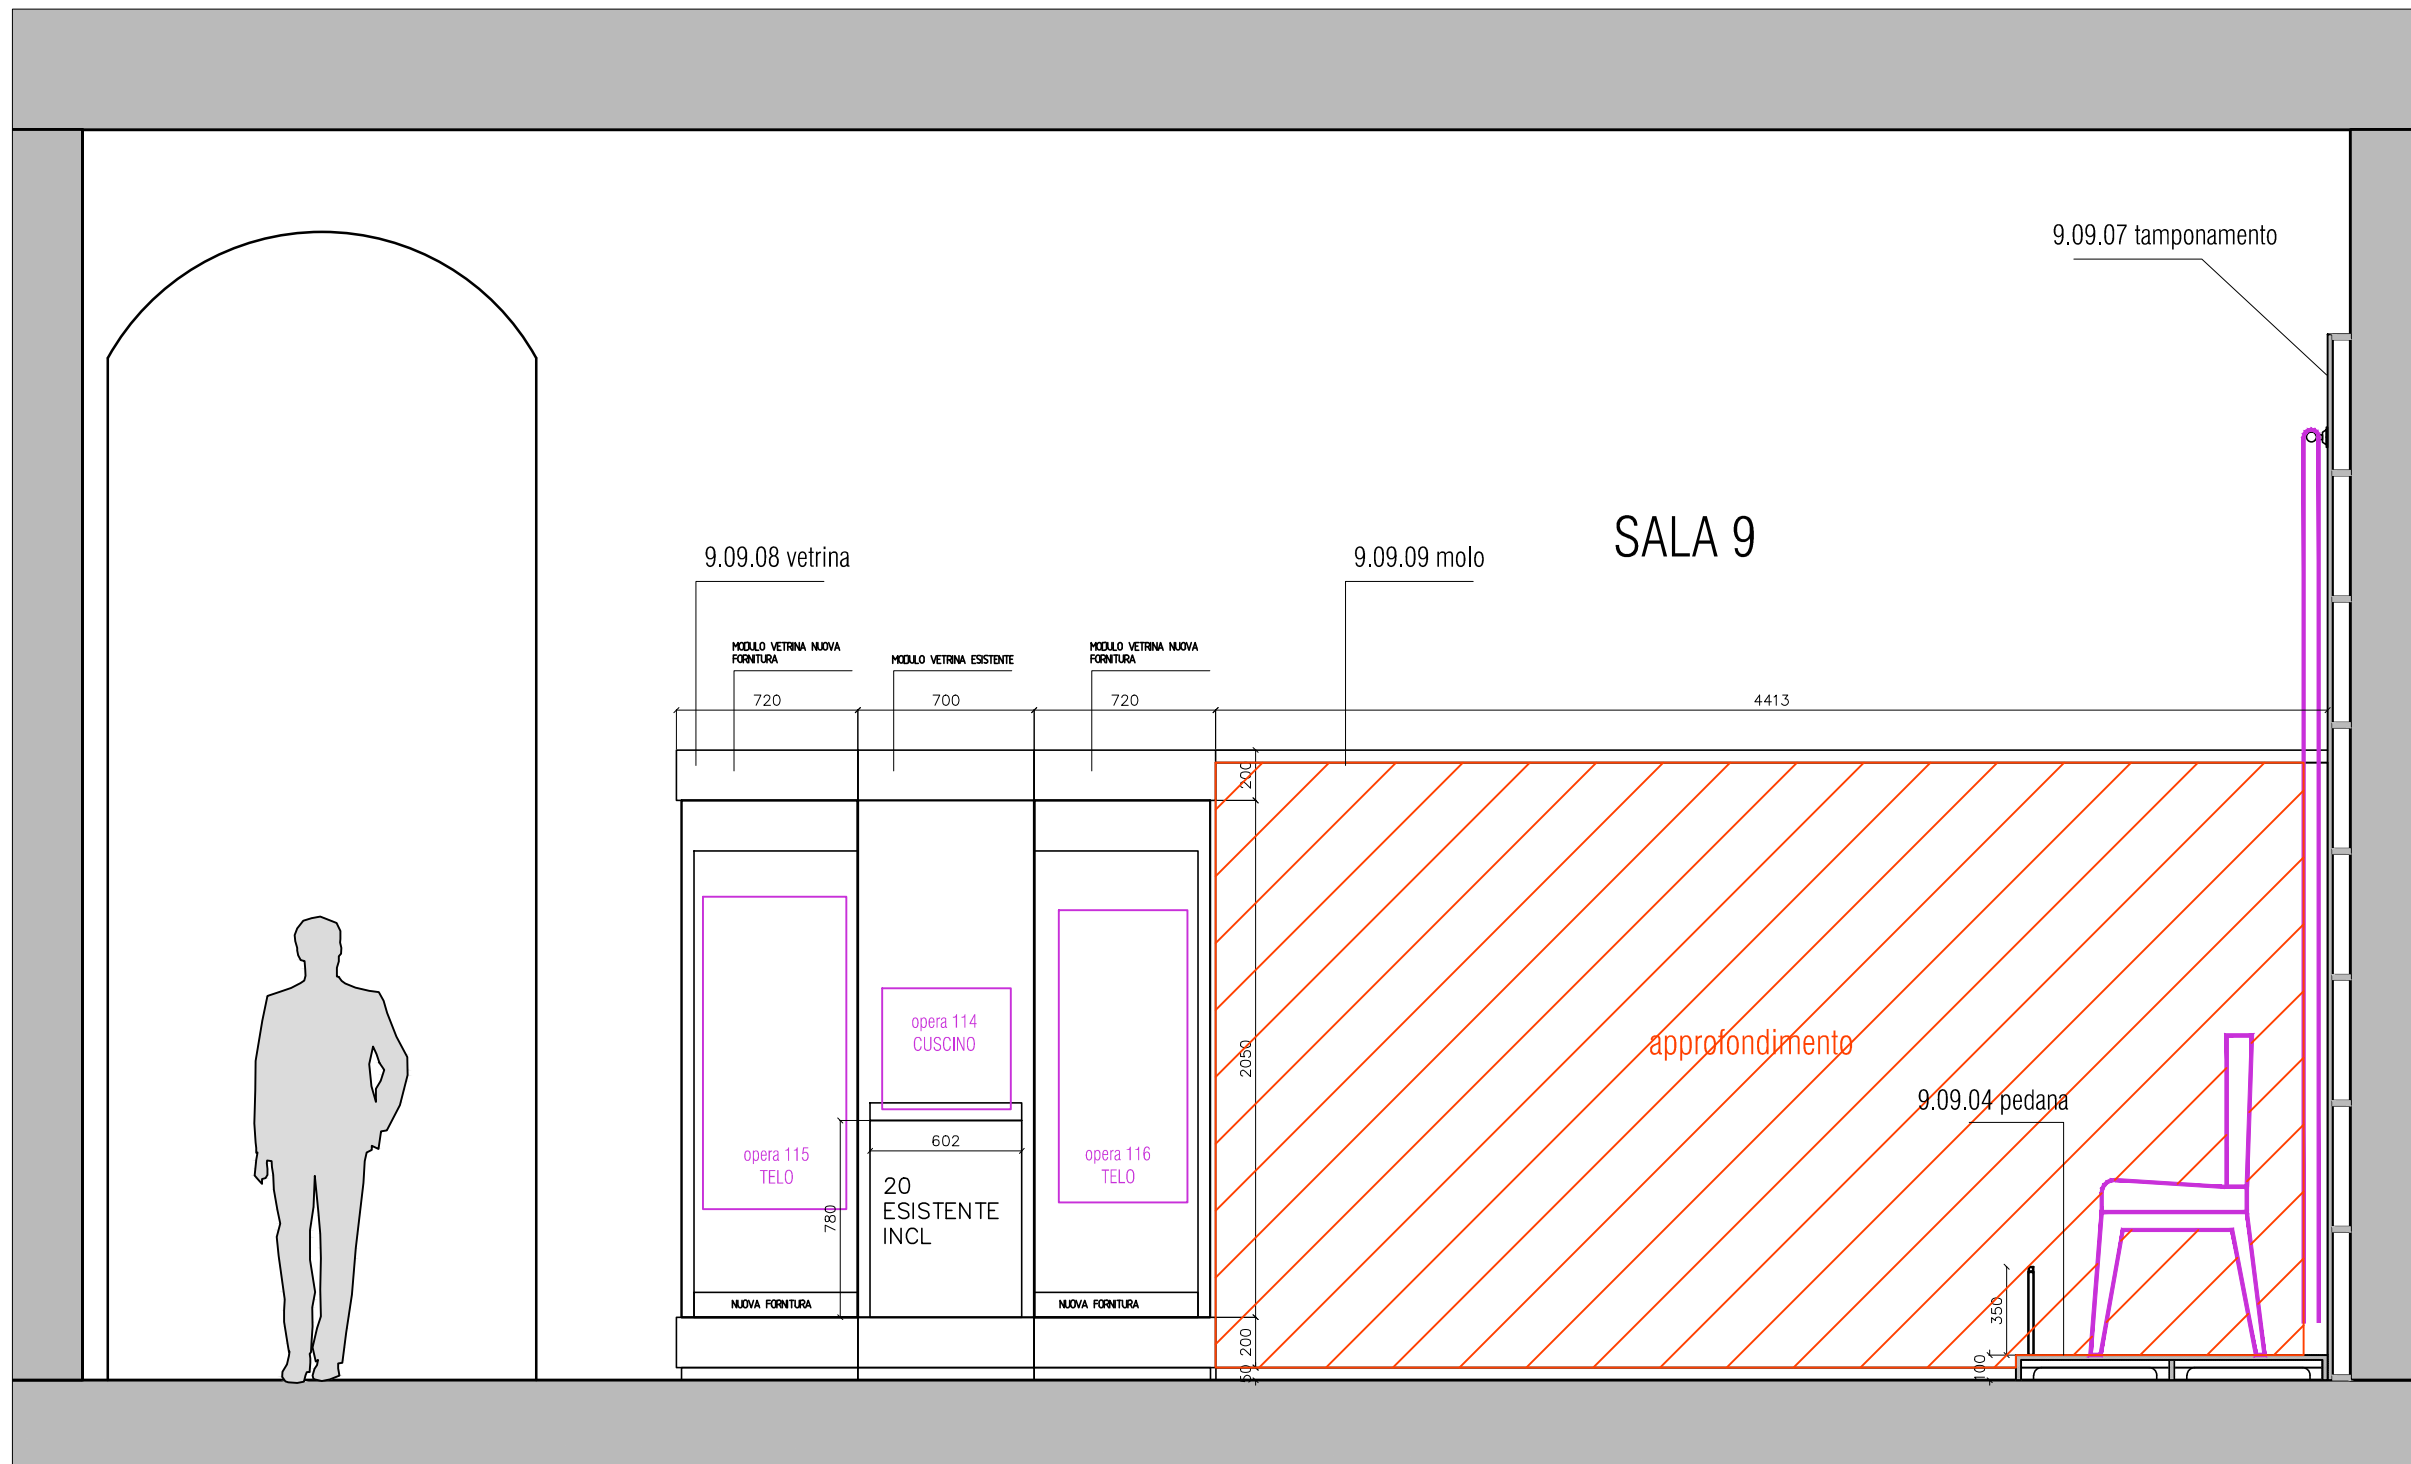 9.09.07 tamponamento
SALA 9
9.09.08 vetrina
9.09.09 molo
MODULO VETRINA NUOVA
FORNITURA
MODULO VETRINA ESISTENTE
MODULO VETRINA NUOVA
FORNITURA
720
700
720
4413
200
opera 114
CUSCINO
approfondimento
2050
9.09.04 pedana
602
opera 115
TELO
opera 116
TELO
20
ESISTENTE
INCL
780
NUOVA FORNITURA
NUOVA FORNITURA
350
200
50
100